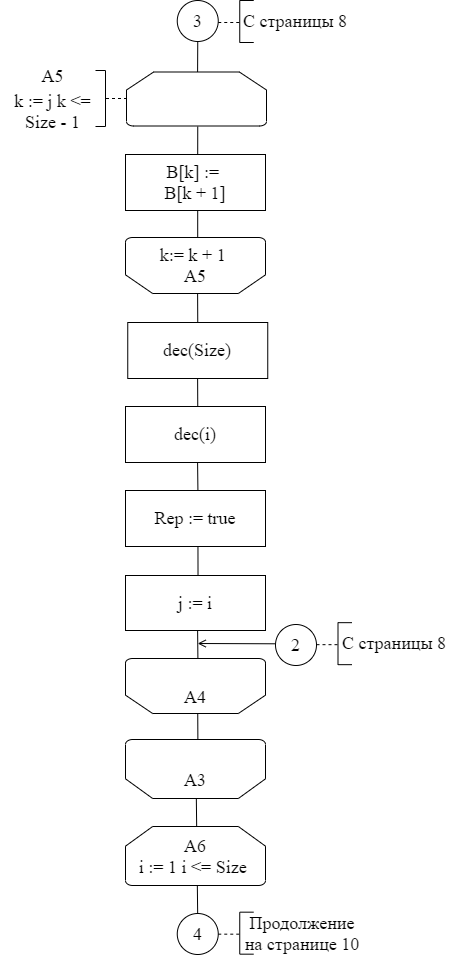 3
С страницы 8
A5
k := j k <=
Size - 1
B[k] :=
B[k + 1]
k:= k + 1
A5
dec(Size)
dec(i)
Rep := true
j := i
2
С страницы 8
A4
A3
A6
i := 1 i <= Size
4
Продолжение
на странице 10